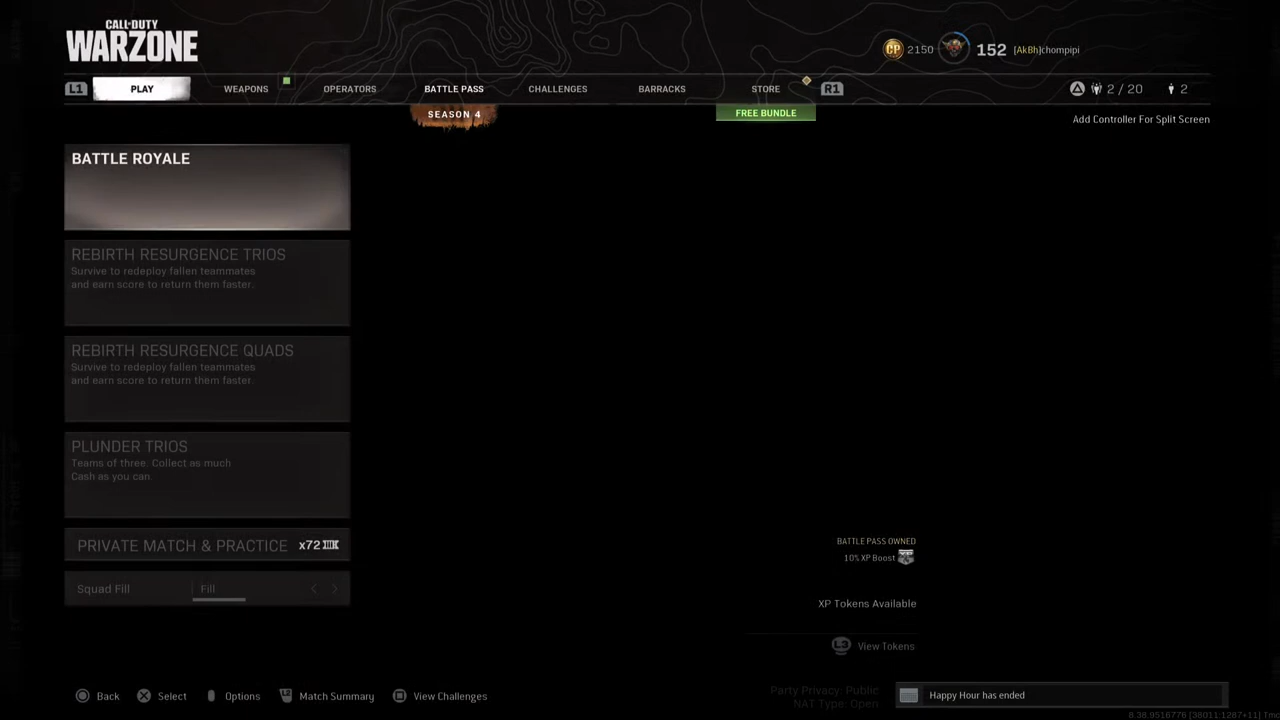 CALL OF DUTY
WARZONE
CP 2150
152 [AkBh]chompipi
L1 PLAY WEAPONS OPERATORS BATTLE PASS CHALLENGES BARRACKS STORE R1 2 / 20 2
SEASON 4
FREE BUNDLE
Add Controller For Split Screen
BATTLE ROYALE
REBIRTH RESURGENCE TRIOS
Survive to redeploy fallen teammates
and earn score to return them faster.
REBIRTH RESURGENCE QUADS
Survive to redeploy fallen teammates
and earn score to return them faster.
PLUNDER TRIOS
Teams of three. Collect as much
Cash as you can.
PRIVATE MATCH & PRACTICE x72
Squad Fill Fill
BATTLE PASS OWNED
10% XP Boost
XP Tokens Available
L3 View Tokens
Back Select Options Match Summary View Challenges
Party Privacy: Public
NAT Type: Open
Happy Hour has ended